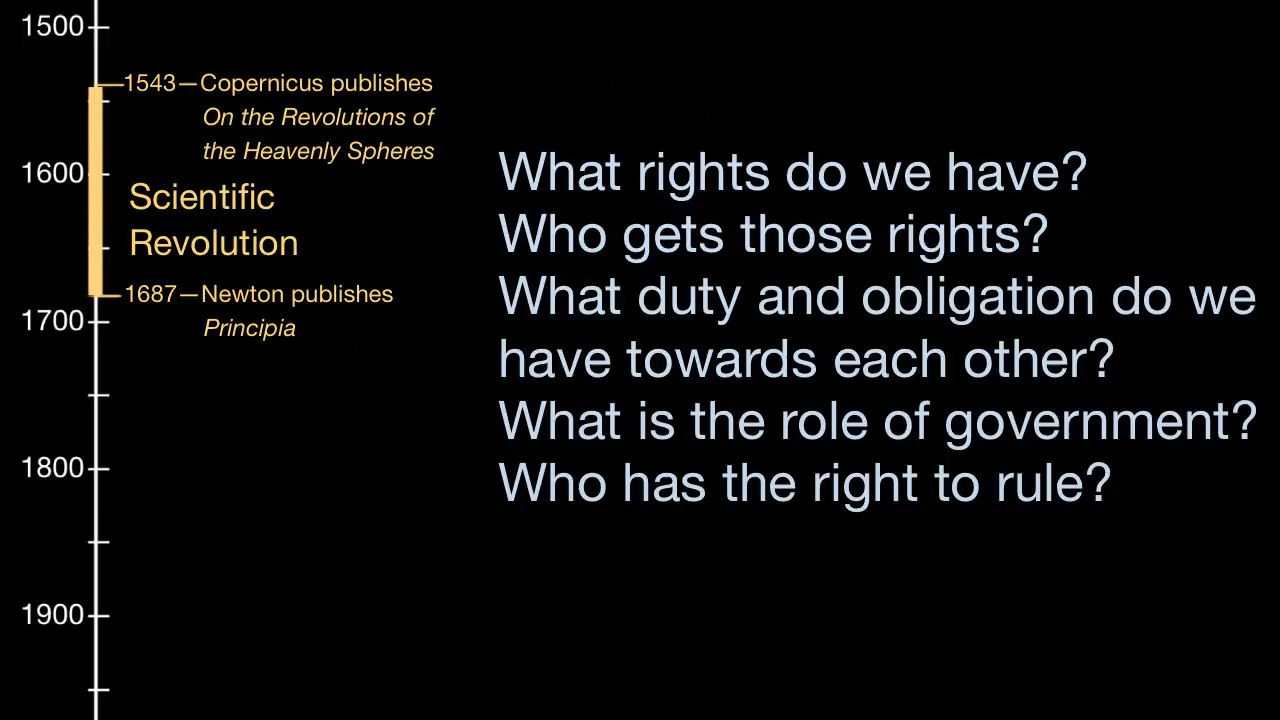 1500
1543—Copernicus publishes
On the Revolutions of
the Heavenly Spheres
1600
Scientific
Revolution
1687—Newton publishes
Principia
1700
1800
1900
What rights do we have?
Who gets those rights?
What duty and obligation do we
have towards each other?
What is the role of government?
Who has the right to rule?